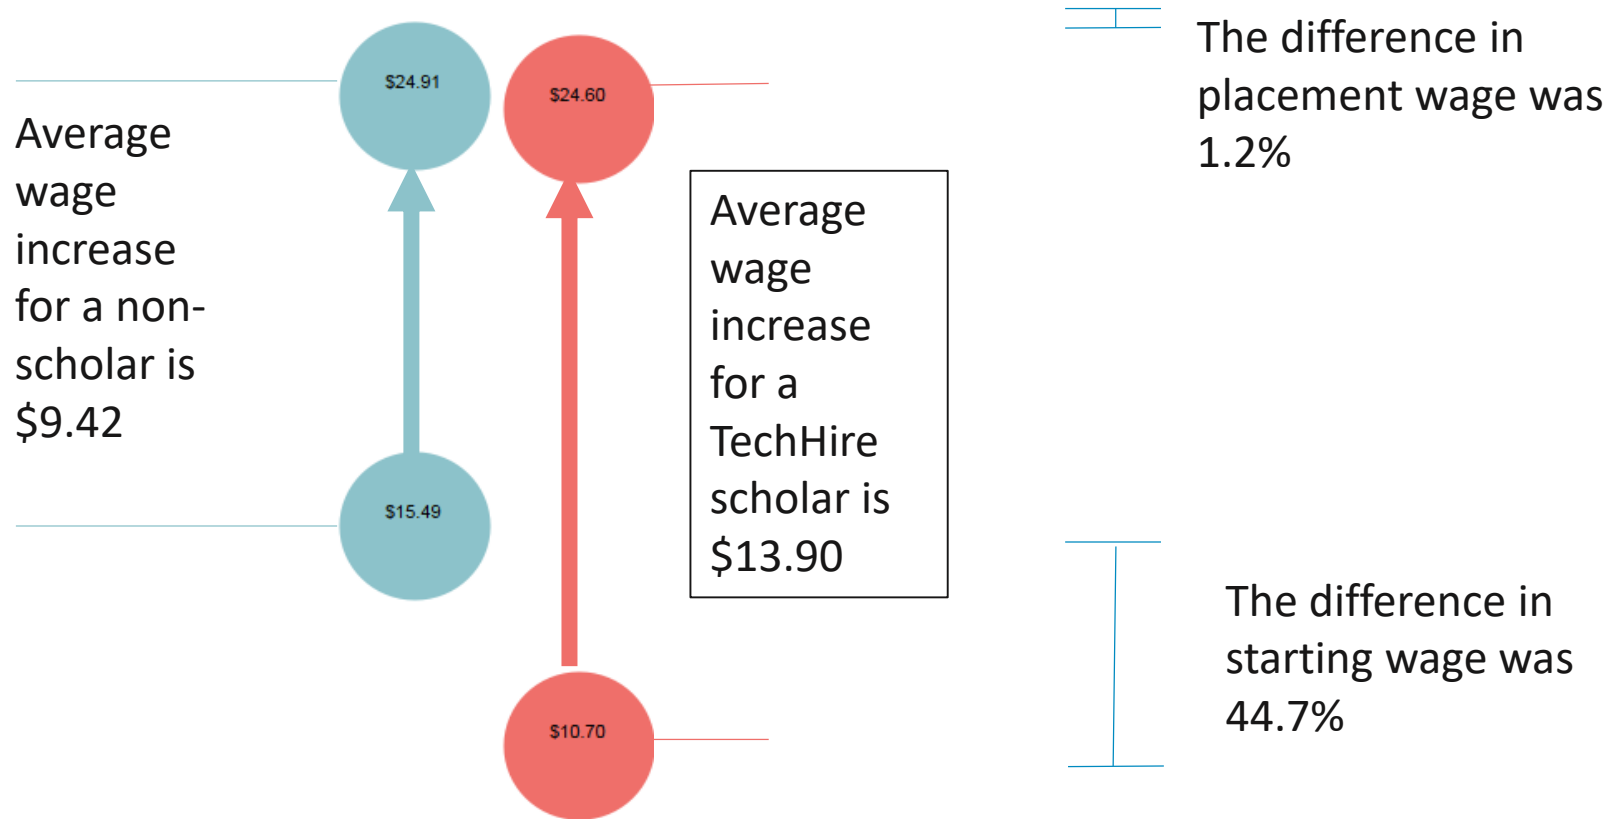 $24.91
$24.60
$15.49
$10.70
Average
wage
increase
for a non-
scholar is
$9.42
Average
wage
increase
for a
TechHire
scholar is
$13.90
The difference in
placement wage was
1.2%
The difference in
starting wage was
44.7%